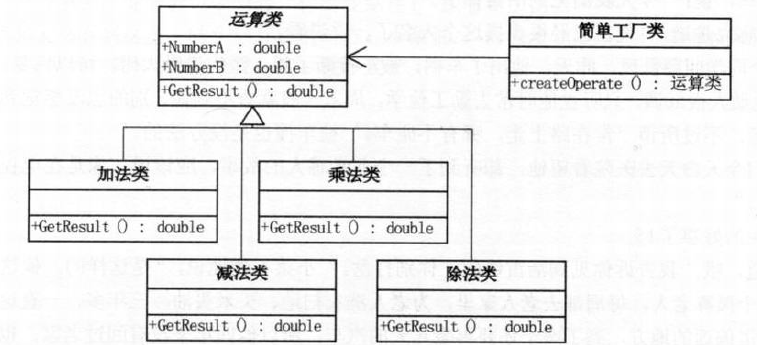 运算类
+NumberA : double
+NumberB : double
+GetResult () : double
简单工厂类
+createOperate () : 运算类
加法类
+GetResult () : double
乘法类
+GetResult () : double
减法类
+GetResult () : double
除法类
+GetResult () : double